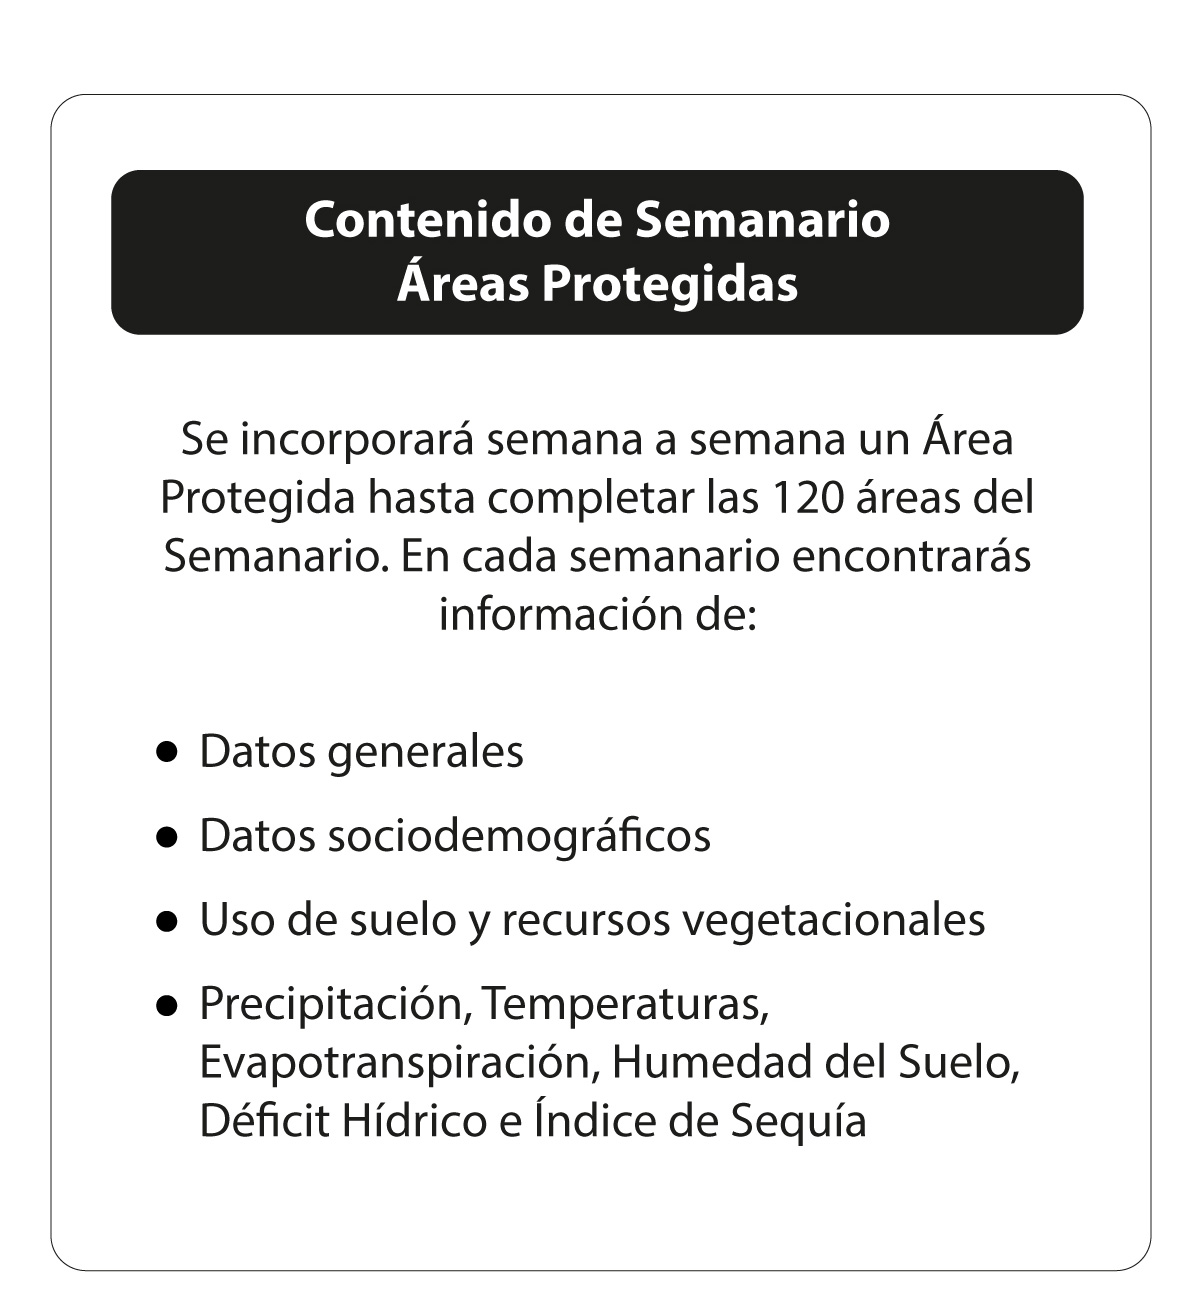 Contenido de Semanario
Áreas Protegidas
Se incorporará semana a semana un Área
Protegida hasta completar las 120 áreas del
Semanario. En cada semanario encontrarás
información de:
● Datos generales
● Datos sociodemográficos
● Uso de suelo y recursos vegetacionales
● Precipitación, Temperaturas,
Evapotranspiración, Humedad del Suelo,
Déficit Hídrico e Índice de Sequía